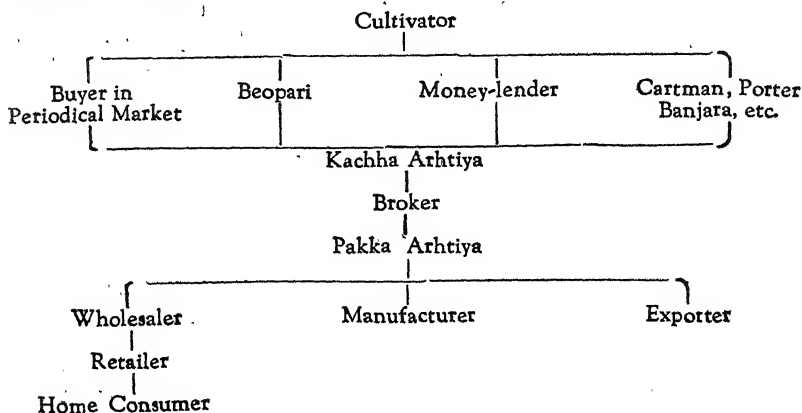 Cultivator
Buyer in Beopari Money-lender Cartman, Porter
Periodical Market Banjara, etc.
Kachha Arhtiya
Broker
Pakka Arhtiya
Wholesaler Manufacturer Exporter
Retailer
Home Consumer